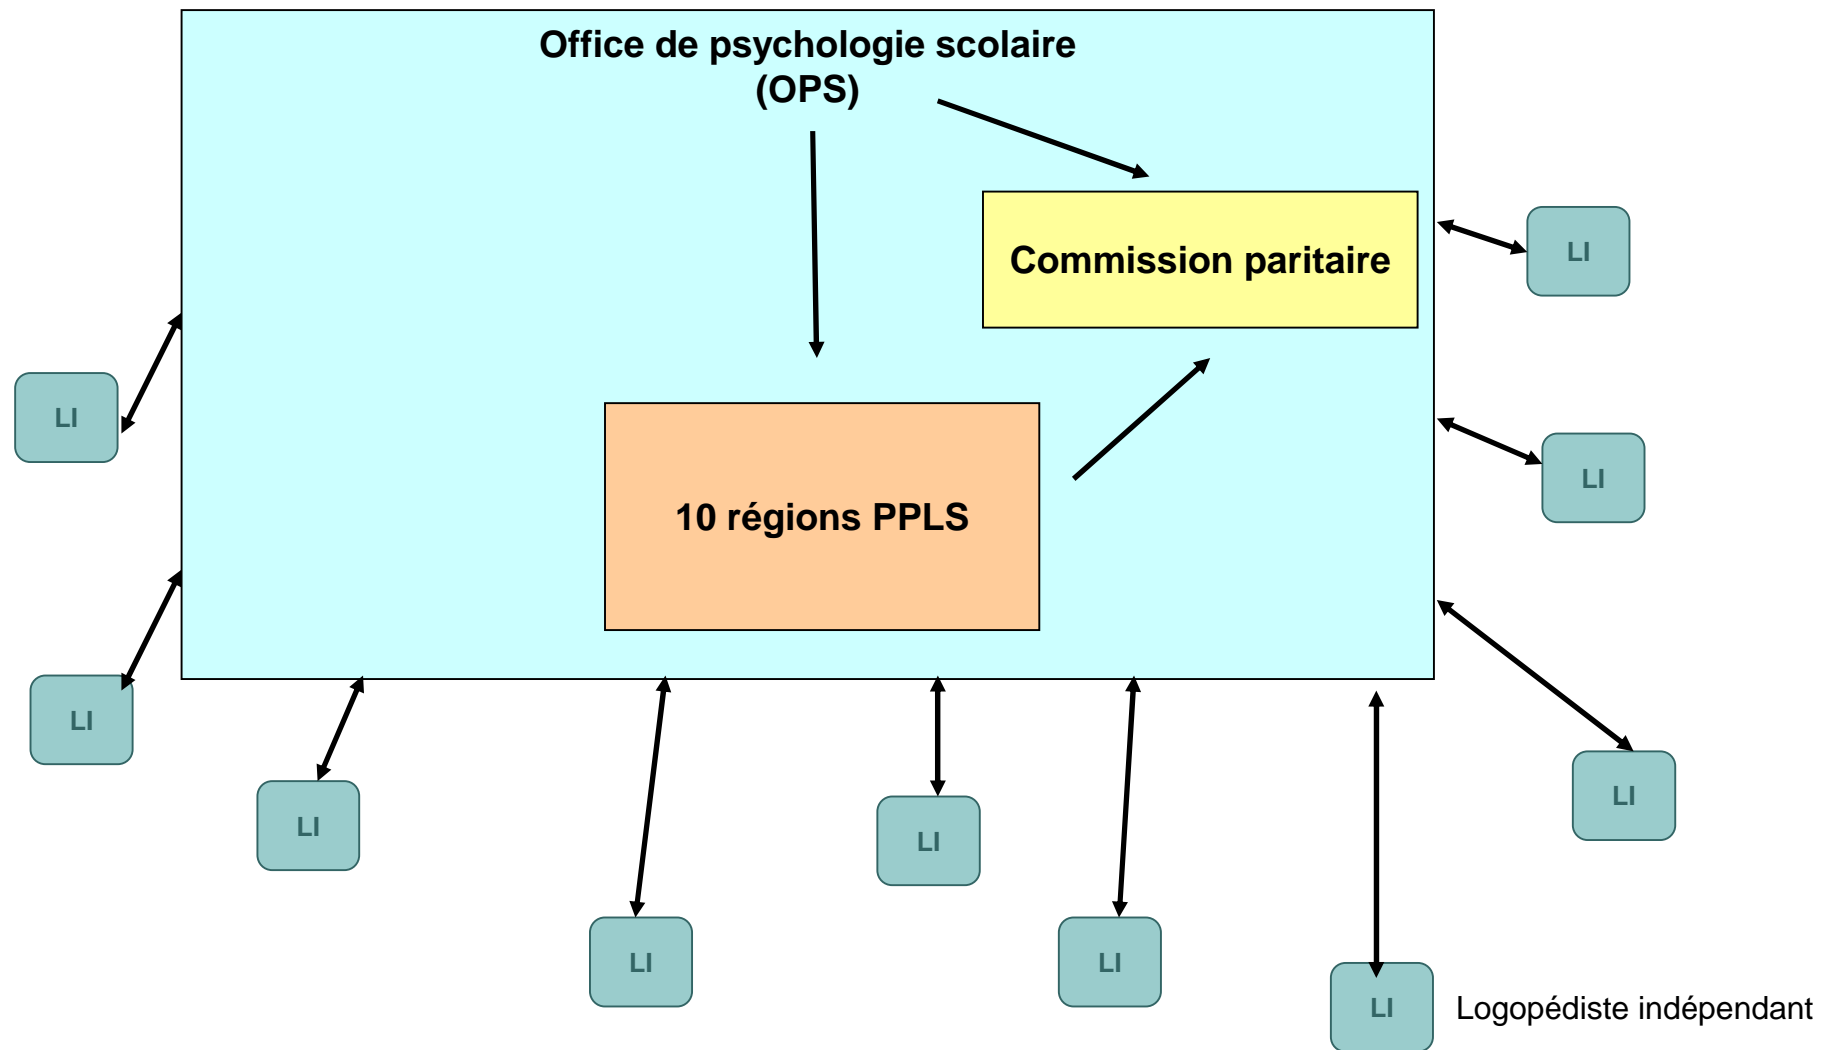 Office de psychologie scolaire
(OPS)
Commission paritaire
LI
LI
LI
10 régions PPLS
LI
LI
LI
LI
LI
LI
LI
LI
Logopédiste indépendant